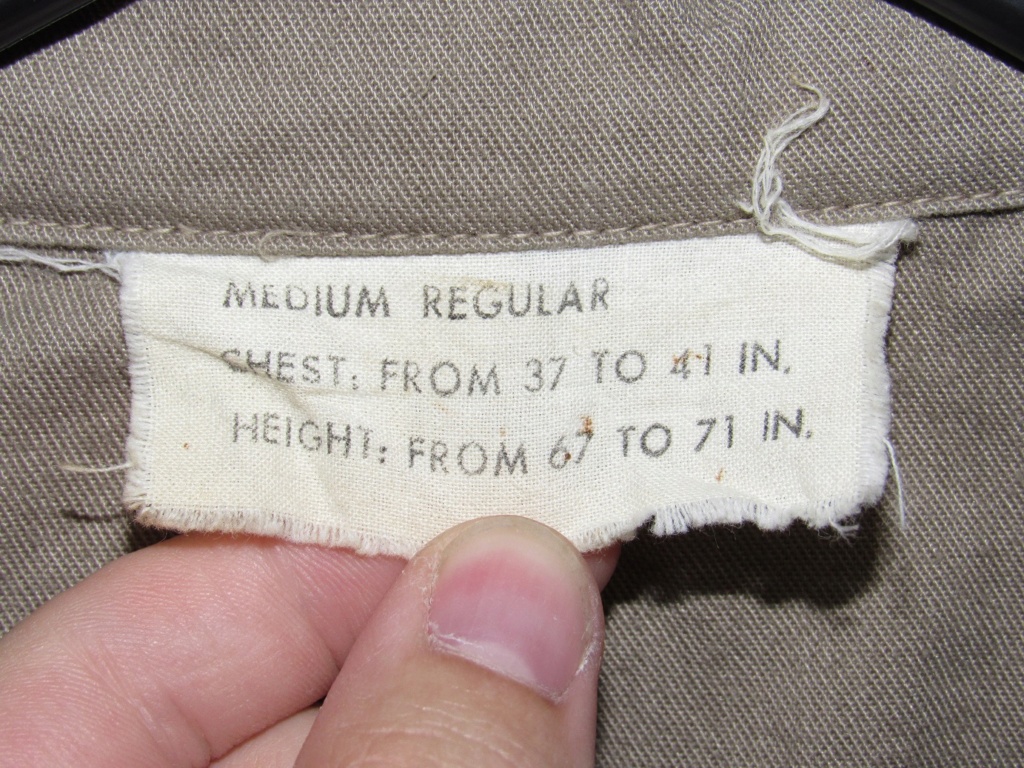 MEDIUM REGULAR
CHEST: FROM 37 TO 41 IN.
HEIGHT: FROM 67 TO 71 IN.